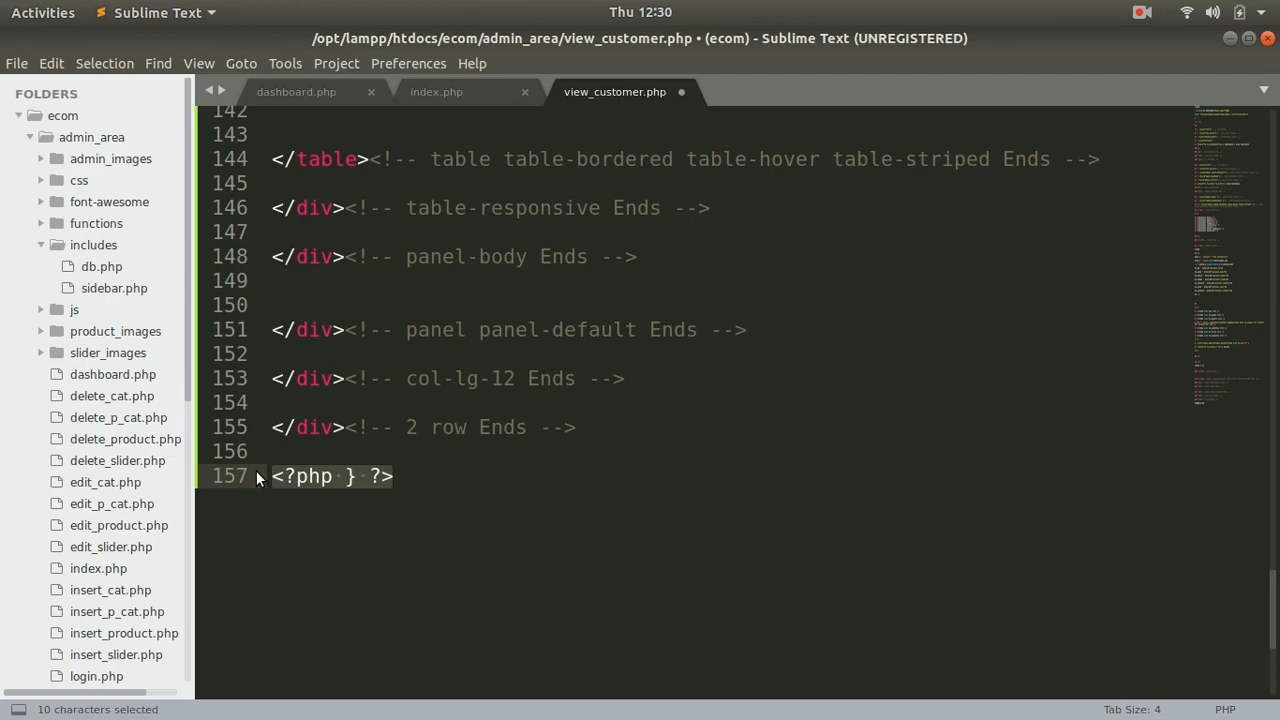 Activities Sublime Text Thu 12:30
/opt/lampp/htdocs/ecom/admin_area/view_customer.php • (ecom) - Sublime Text (UNREGISTERED)
File Edit Selection Find View Goto Tools Project Preferences Help
FOLDERS
ecom
admin_area
admin_images
css
font-awesome
functions
includes
db.php
sidebar.php
js
product_images
slider_images
dashboard.php
delete_cat.php
delete_p_cat.php
delete_product.php
delete_slider.php
edit_cat.php
edit_p_cat.php
edit_product.php
edit_slider.php
index.php
insert_cat.php
insert_p_cat.php
insert_product.php
insert_slider.php
login.php
dashboard.php × index.php × view_customer.php •
142
143
144 </table><!-- table table-bordered table-hover table-striped Ends -->
145
146 </div><!-- table-responsive Ends -->
147
148 </div><!-- panel-body Ends -->
149
150
151 </div><!-- panel panel-default Ends -->
152
153 </div><!-- col-lg-12 Ends -->
154
155 </div><!-- 2 row Ends -->
156
157 <?php } ?>
10 characters selected Tab Size: 4 PHP